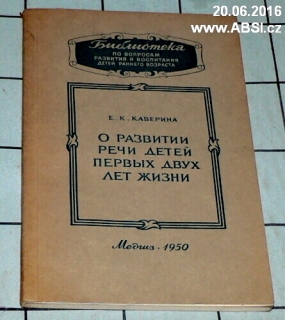 20.06.2016
www.ABSI.cz
Библиотека
ПО ВОПРОСАМ
РАЗВИТИЯ И ВОСПИТАНИЯ
ДЕТЕЙ РАННЕГО ВОЗРАСТА
Е. К. КАВЕРИНА
О РАЗВИТИИ
РЕЧИ ДЕТЕЙ
ПЕРВЫХ ДВУХ
ЛЕТ ЖИЗНИ
Медгиз · 1950